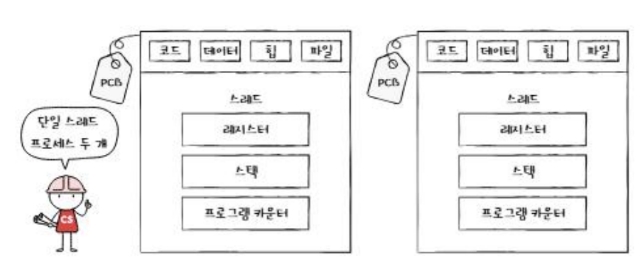 코드 데이터 힙 파일
PCB
스레드
레지스터
스택
프로그램 카운터
코드 데이터 힙 파일
PCB
스레드
레지스터
스택
프로그램 카운터
단일 스레드
프로세스 두 개
CS